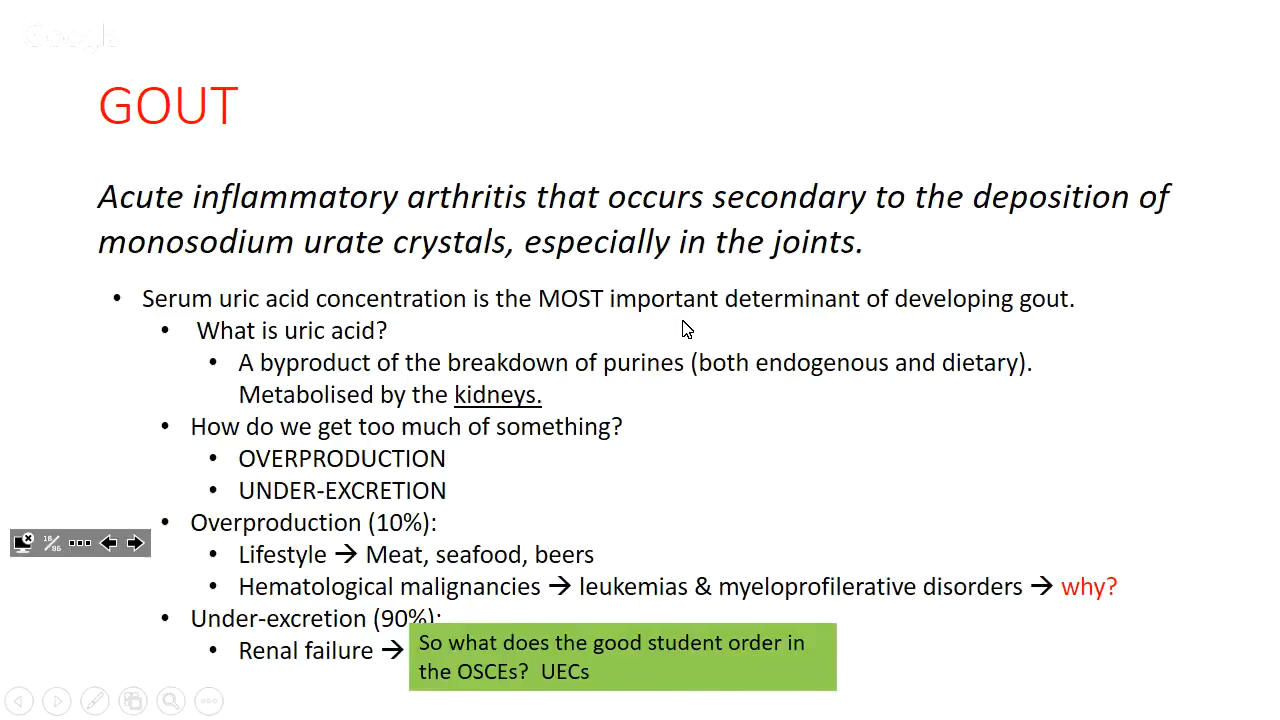 GOUT
Acute inflammatory arthritis that occurs secondary to the deposition of
monosodium urate crystals, especially in the joints.
• Serum uric acid concentration is the MOST important determinant of developing gout.
• What is uric acid?
• A byproduct of the breakdown of purines (both endogenous and dietary).
Metabolised by the kidneys.
• How do we get too much of something?
• OVERPRODUCTION
• UNDER-EXCRETION
• Overproduction (10%):
• Lifestyle → Meat, seafood, beers
• Hematological malignancies → leukemias & myeloprofilerative disorders → why?
• Under-excretion (90%):
• Renal failure →
So what does the good student order in
the OSCEs? UECs
18/86